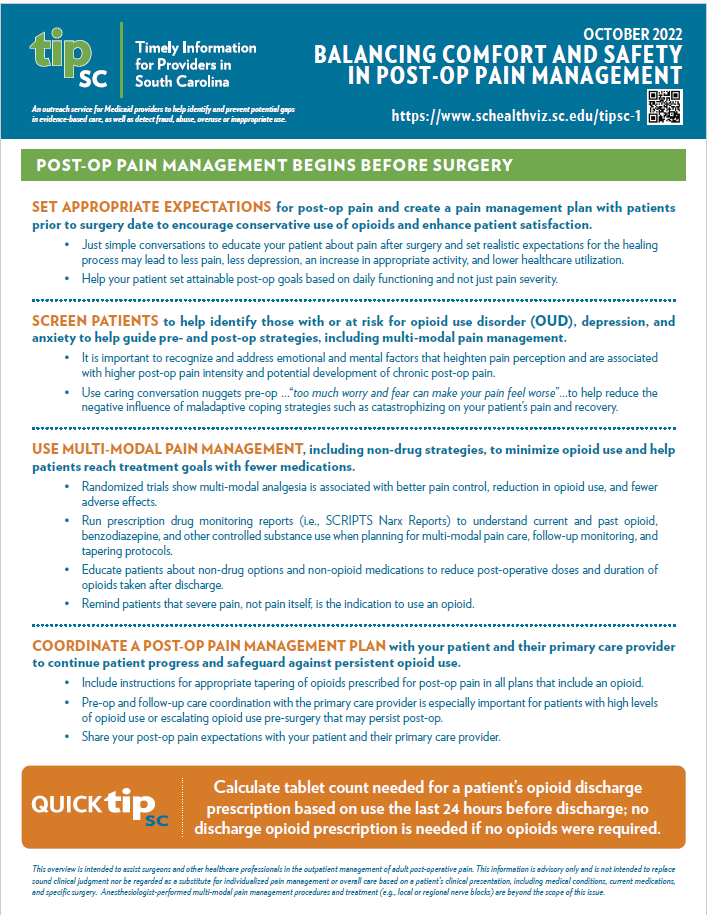 tip SC
Timely Information
for Providers in
South Carolina
An outreach service for Medicaid providers to help identify and prevent potential gaps
in evidence-based care, as well as detect fraud, abuse, overuse or inappropriate use.
OCTOBER 2022
BALANCING COMFORT AND SAFETY
IN POST-OP PAIN MANAGEMENT
https://www.schealthviz.sc.edu/tipsc-1
POST-OP PAIN MANAGEMENT BEGINS BEFORE SURGERY
SET APPROPRIATE EXPECTATIONS for post-op pain and create a pain management plan with patients
prior to surgery date to encourage conservative use of opioids and enhance patient satisfaction.
• Just simple conversations to educate your patient about pain after surgery and set realistic expectations for the healing
process may lead to less pain, less depression, an increase in appropriate activity, and lower healthcare utilization.
• Help your patient set attainable post-op goals based on daily functioning and not just pain severity.
SCREEN PATIENTS to help identify those with or at risk for opioid use disorder (OUD), depression, and
anxiety to help guide pre- and post-op strategies, including multi-modal pain management.
• It is important to recognize and address emotional and mental factors that heighten pain perception and are associated
with higher post-op pain intensity and potential development of chronic post-op pain.
• Use caring conversation nuggets pre-op ...“too much worry and fear can make your pain feel worse”...to help reduce the
negative influence of maladaptive coping strategies such as catastrophizing on your patient’s pain and recovery.
USE MULTI-MODAL PAIN MANAGEMENT, including non-drug strategies, to minimize opioid use and help
patients reach treatment goals with fewer medications.
• Randomized trials show multi-modal analgesia is associated with better pain control, reduction in opioid use, and fewer
adverse effects.
• Run prescription drug monitoring reports (i.e., SCRIPTS Narx Reports) to understand current and past opioid,
benzodiazepine, and other controlled substance use when planning for multi-modal pain care, follow-up monitoring, and
tapering protocols.
• Educate patients about non-drug options and non-opioid medications to reduce post-operative doses and duration of
opioids taken after discharge.
• Remind patients that severe pain, not pain itself, is the indication to use an opioid.
COORDINATE A POST-OP PAIN MANAGEMENT PLAN with your patient and their primary care provider
to continue patient progress and safeguard against persistent opioid use.
• Include instructions for appropriate tapering of opioids prescribed for post-op pain in all plans that include an opioid.
• Pre-op and follow-up care coordination with the primary care provider is especially important for patients with high levels
of opioid use or escalating opioid use pre-surgery that may persist post-op.
• Share your post-op pain expectations with your patient and their primary care provider.
QUICK tip SC
Calculate tablet count needed for a patient’s opioid discharge
prescription based on use the last 24 hours before discharge; no
discharge opioid prescription is needed if no opioids were required.
This overview is intended to assist surgeons and other healthcare professionals in the outpatient management of adult post-operative pain. This information is advisory only and is not intended to replace
sound clinical judgment nor be regarded as a substitute for individualized pain management or overall care based on a patient’s clinical presentation, including medical conditions, current medications,
and specific surgery. Anesthesiologist-performed multi-modal pain management procedures and treatment (e.g., local or regional nerve blocks) are beyond the scope of this issue.